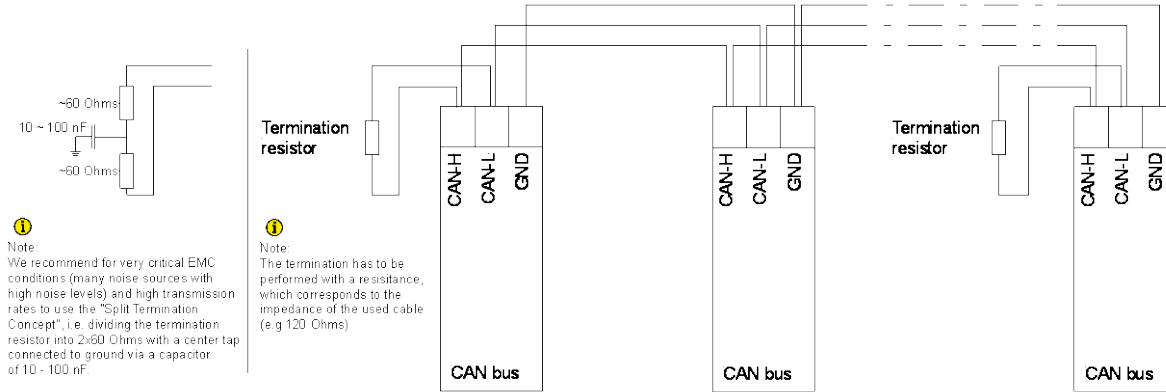 ~60 Ohms
10 ~ 100 nF
~60 Ohms
Note:
We recommend for very critical EMC
conditions (many noise sources with
high noise levels) and high transmission
rates to use the "Split Termination
Concept", i.e. dividing the termination
resistor into 2x60 Ohms with a center tap
connected to ground via a capacitor
of 10 - 100 nF.
Termination
resistor
Note:
The termination has to be
performed with a resisitance,
which corresponds to the
impedance of the used cable
(e.g 120 Ohms)
CAN-H
CAN-L
GND
CAN bus
CAN-H
CAN-L
GND
CAN bus
Termination
resistor
CAN-H
CAN-L
GND
CAN bus